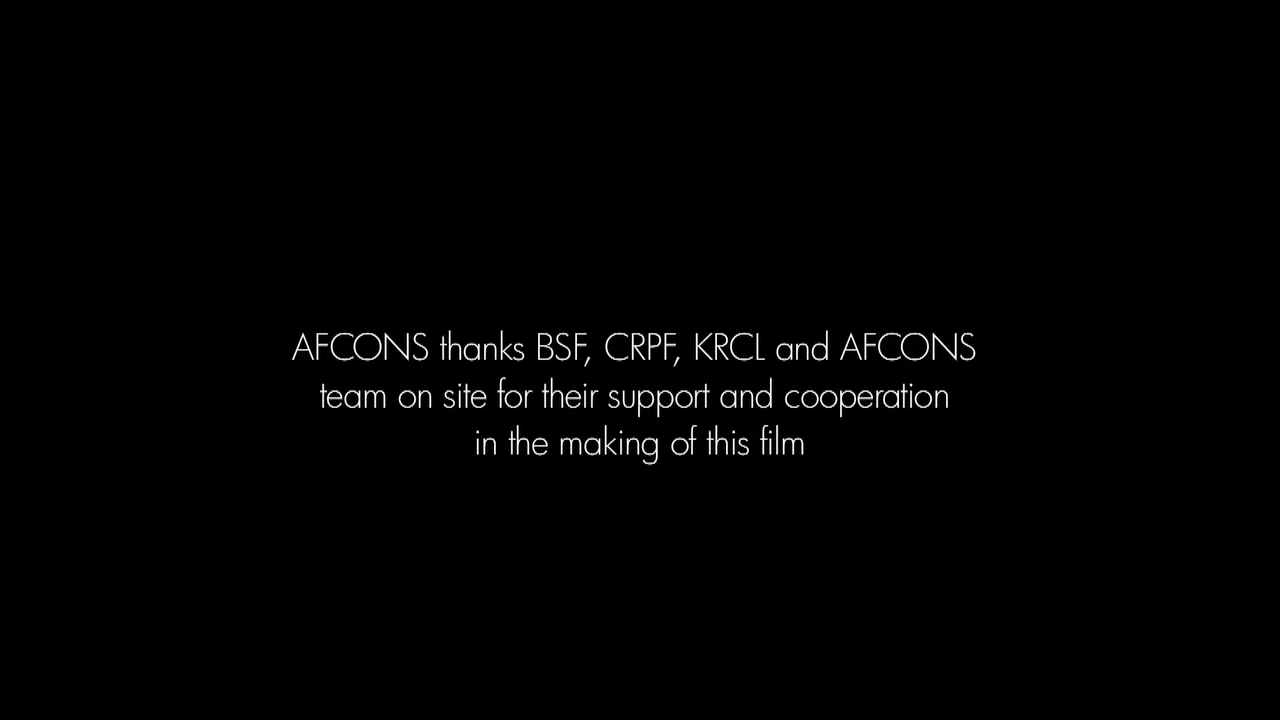 AFCONS thanks BSF, CRPF, KRCL and AFCONS
team on site for their support and cooperation
in the making of this film